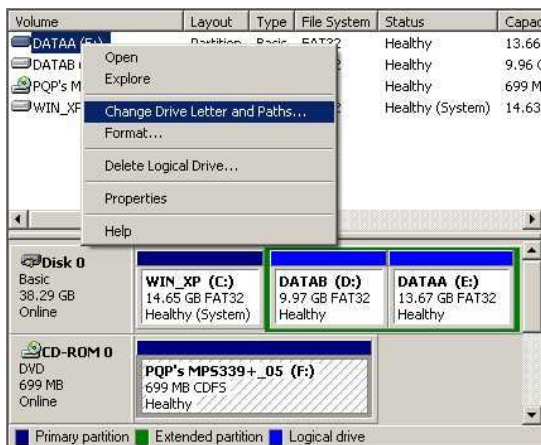 Volume Layout Type File System Status Capac
DATAA (E:) Partition Basic FAT32 Healthy 13.66
DATAB Healthy 9.96 G
PQP's M Healthy 699 M
WIN_XP Healthy (System) 14.63
Open
Explore
Change Drive Letter and Paths...
Format...
Delete Logical Drive...
Properties
Help
Disk 0
Basic
38.29 GB
Online
WIN_XP (C:)
14.65 GB FAT32
Healthy (System)
DATAB (D:)
9.97 GB FAT32
Healthy
DATAA (E:)
13.67 GB FAT32
Healthy
CD-ROM 0
DVD
699 MB
Online
PQP's MPS339+_05 (F:)
699 MB CDFS
Healthy
Primary partition Extended partition Logical drive